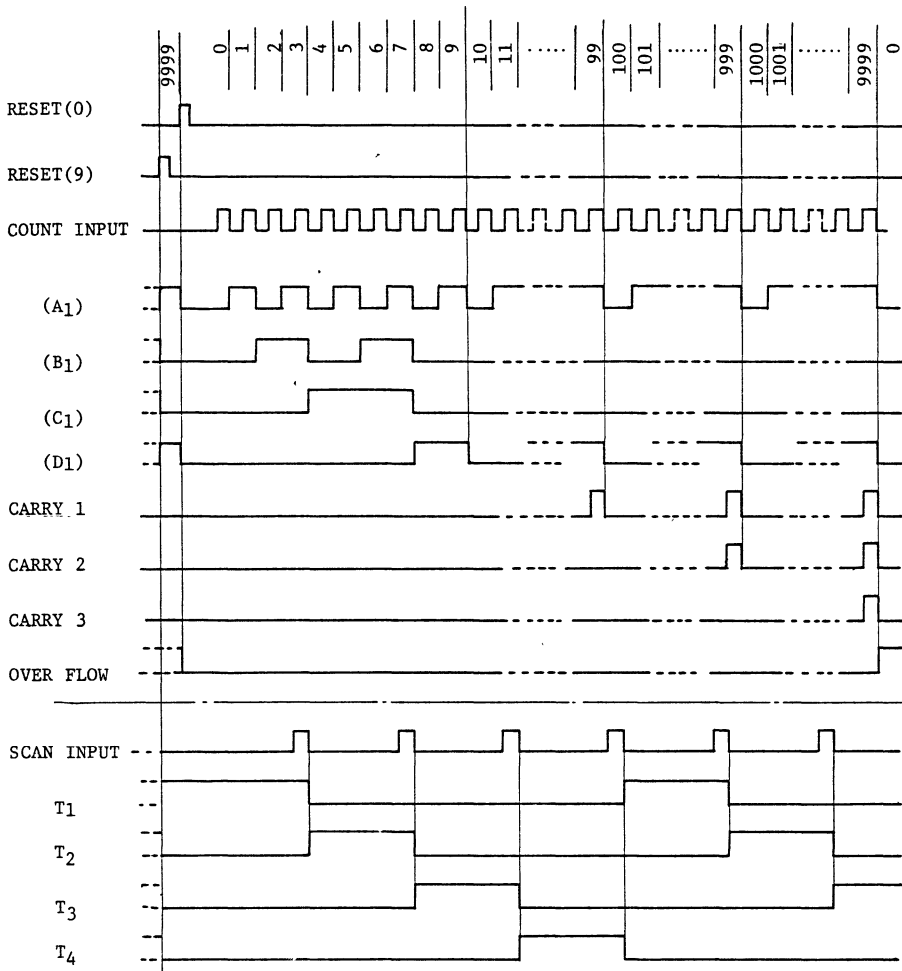 9999 0 1 2 3 4 5 6 7 8 9 10 11 ..... 99 100 101 ..... 999 1000 1001 ..... 9999 0
RESET(0)
RESET(9)
COUNT INPUT
(A1)
(B1)
(C1)
(D1)
CARRY 1
CARRY 2
CARRY 3
OVER FLOW
SCAN INPUT
T1
T2
T3
T4